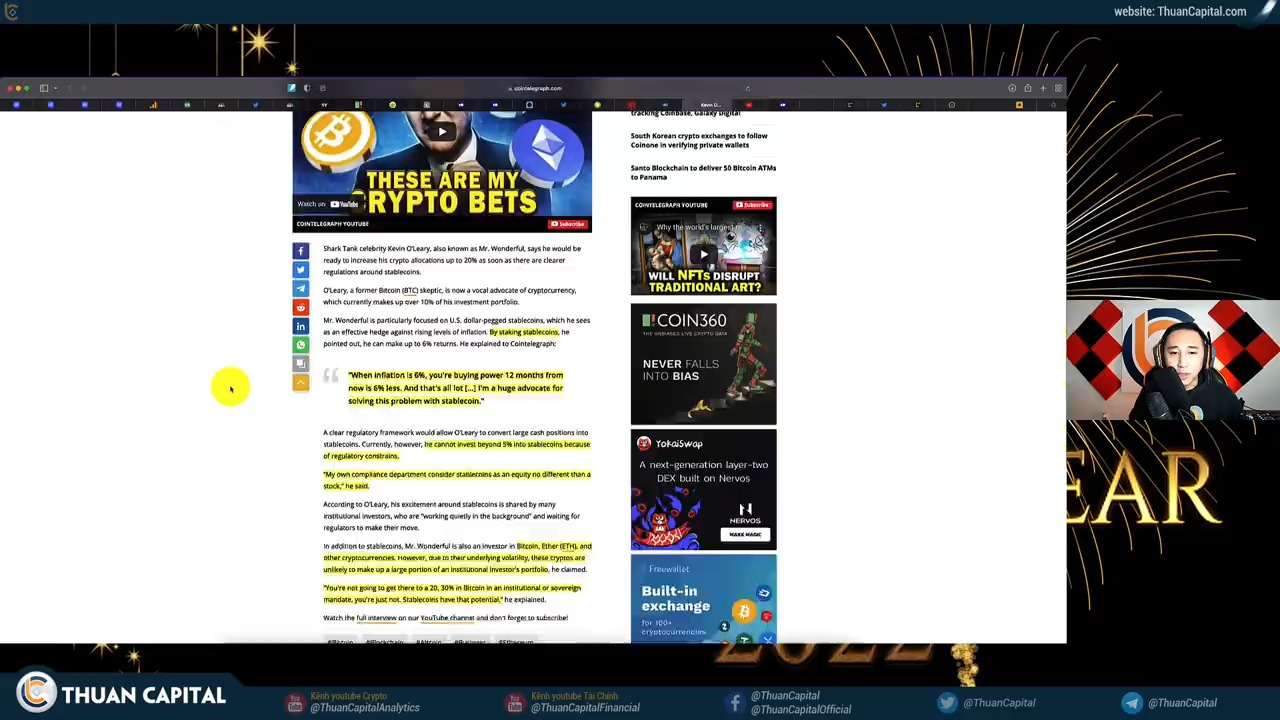 website: ThuanCapital.com
cointelegraph.com
Kevin O...
tracking Coinbase, Galaxy Digital
South Korean crypto exchanges to follow
Coinone in verifying private wallets
Santo Blockchain to deliver 50 Bitcoin ATMs
to Panama
THESE ARE MY
CRYPTO BETS
Watch on YouTube
COINTELEGRAPH YOUTUBE
Subscribe
Shark Tank celebrity Kevin O'Leary, also known as Mr. Wonderful, says he would be
ready to increase his crypto allocations up to 20% as soon as there are clearer
regulations around stablecoins.
O'Leary, a former Bitcoin (BTC) skeptic, is now a vocal advocate of cryptocurrency,
which currently makes up over 10% of his investment portfolio.
Mr. Wonderful is particularly focused on U.S. dollar-pegged stablecoins, which he sees
as an effective hedge against rising levels of inflation. By staking stablecoins, he
pointed out, he can make up to 6% returns. He explained to Cointelegraph:
"When inflation is 6%, you're buying power 12 months from
now is 6% less. And that's all lot [...] I'm a huge advocate for
solving this problem with stablecoin."
A clear regulatory framework would allow O'Leary to convert large cash positions into
stablecoins. Currently, however, he cannot invest beyond 5% into stablecoins because
of regulatory constrains.
"My own compliance department consider stablecoins as an equity no different than a
stock," he said.
According to O'Leary, his excitement around stablecoins is shared by many
institutional investors, who are "working quietly in the background" and waiting for
regulators to make their move.
In addition to stablecoins, Mr. Wonderful is also an investor in Bitcoin, Ether (ETH), and
other cryptocurrencies. However, due to their underlying volatility, these cryptos are
unlikely to make up a large portion of an institutional investor's portfolio, he claimed.
"You're not going to get there to a 20, 30% in Bitcoin in an institutional or sovereign
mandate, you're just not. Stablecoins have that potential," he explained.
Watch the full interview on our YouTube channel and don't forget to subscribe!
#Bitcoin #Blockchain #Altcoin #Business #Ethereum
COINTELEGRAPH YOUTUBE
Subscribe
Why the world's largest
WILL NFTs DISRUPT
TRADITIONAL ART?
COIN360
THE UNBIASED LIVE CRYPTO DATA
NEVER FALLS
INTO BIAS
YOKAISWAP
A next-generation layer-two
DEX built on Nervos
NERVOS
MAKE MAGIC
Freewallet
Built-in
exchange
for 100+
cryptocurrencies
EAR
2022
THUAN CAPITAL
Kênh youtube Crypto
@ThuanCapitalAnalytics
Kênh youtube Tài Chính
@ThuanCapitalFinancial
@ThuanCapital
@ThuanCapitalOfficial
@ThuanCapital
@ThuanCapital